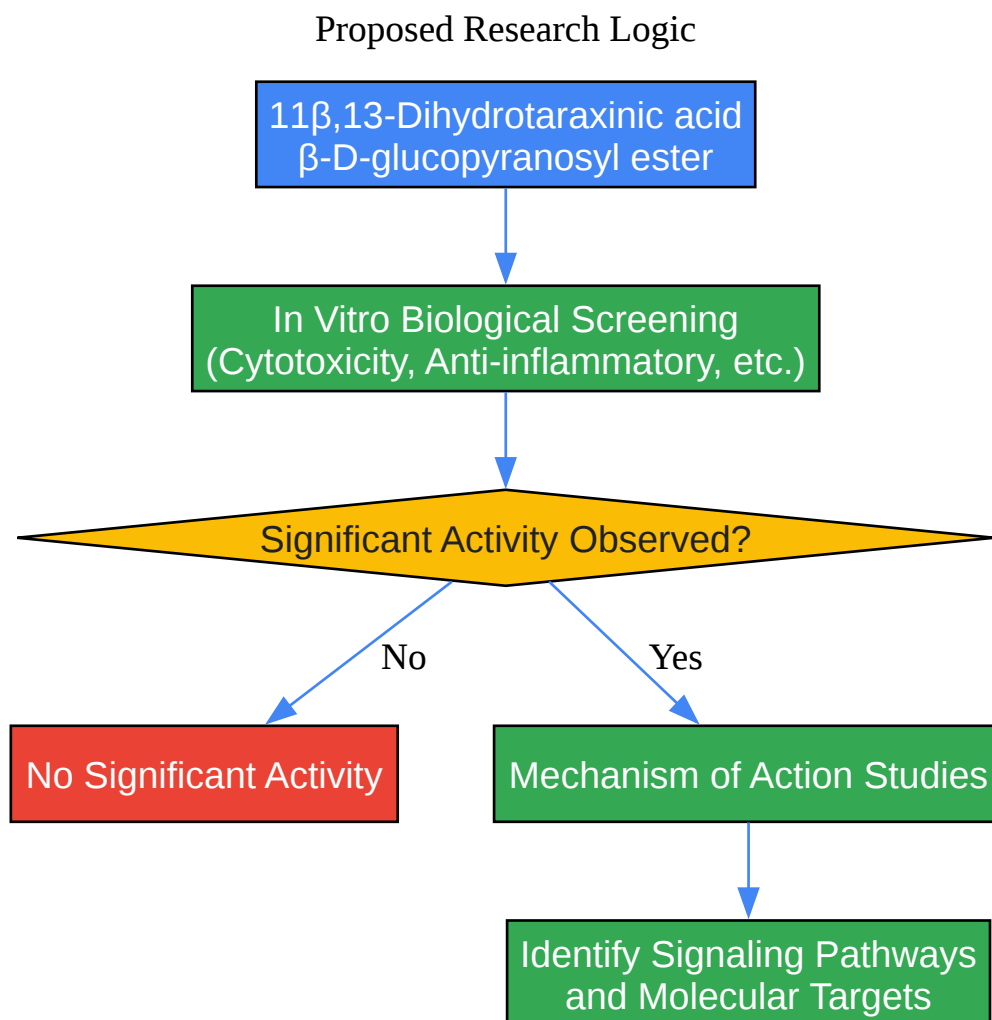 Proposed Research Logic
11β,13-Dihydrotaraxinic acid
β-D-glucopyranosyl ester
In Vitro Biological Screening
(Cytotoxicity, Anti-inflammatory, etc.)
Significant Activity Observed?
No
Yes
No Significant Activity
Mechanism of Action Studies
Identify Signaling Pathways
and Molecular Targets